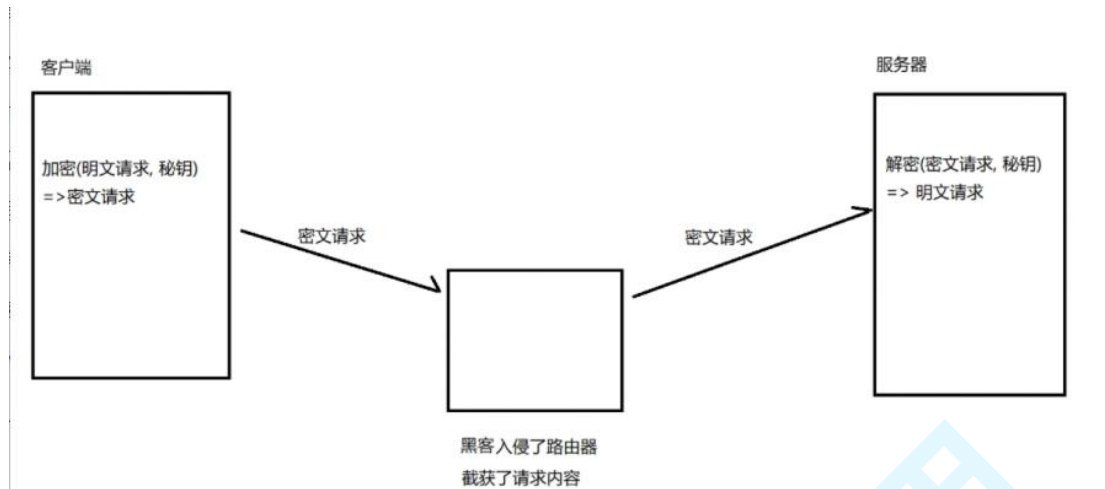 客户端
服务器
加密(明文请求, 秘钥)
=>密文请求
解密(密文请求, 秘钥)
=> 明文请求
密文请求
密文请求
黑客入侵了路由器
截获了请求内容